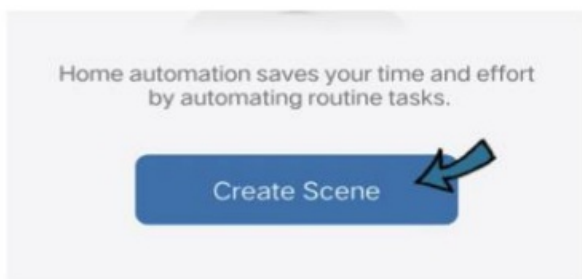 Home automation saves your time and effort
by automating routine tasks.
Create Scene